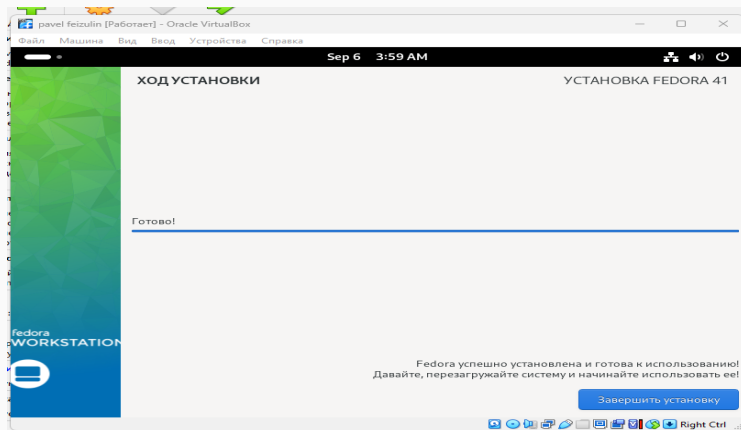 pavel feizulin [Работает] - Oracle VirtualBox
Файл Машина Вид Ввод Устройства Справка
Sep 6 3:59 AM
ХОД УСТАНОВКИ
УСТАНОВКА FEDORA 41
Готово!
fedora
WORKSTATION
Fedora успешно установлена и готова к использованию!
Давайте, перезагружайте систему и начинайте использовать ее!
Завершить установку
Right Ctrl